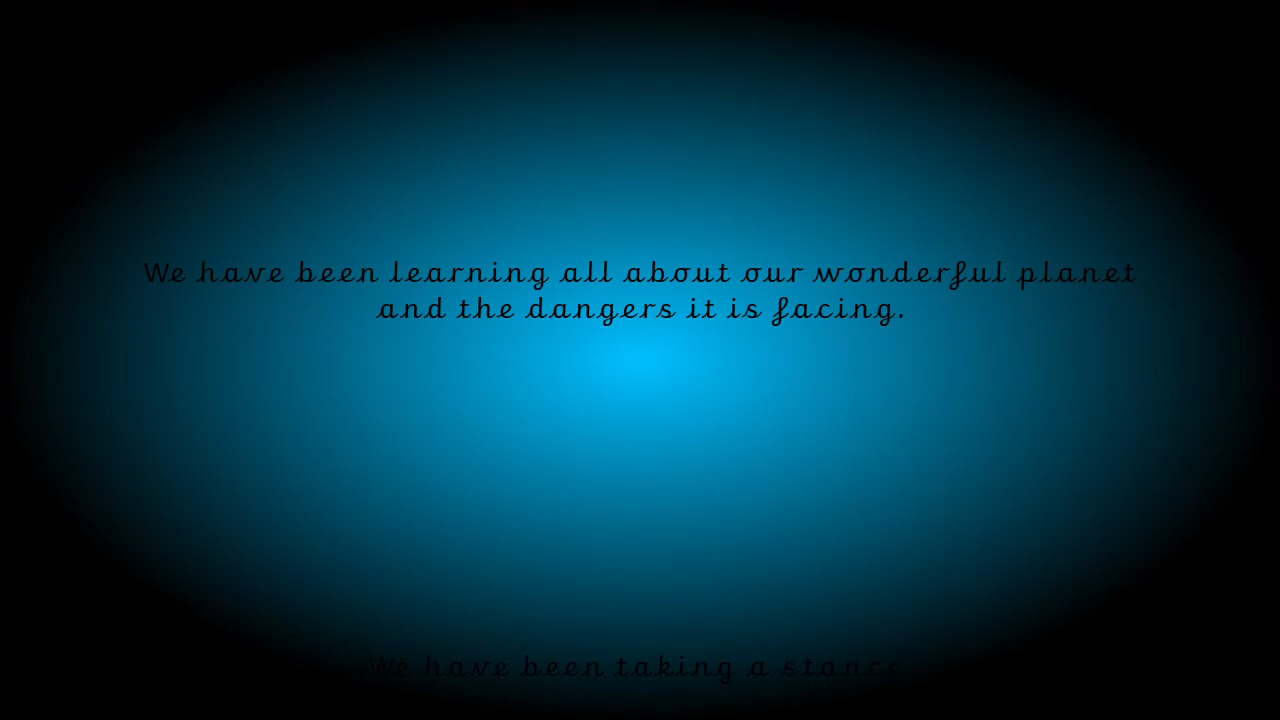 We have been learning all about our wonderful planet
and the dangers it is facing.
We have been taking a stance